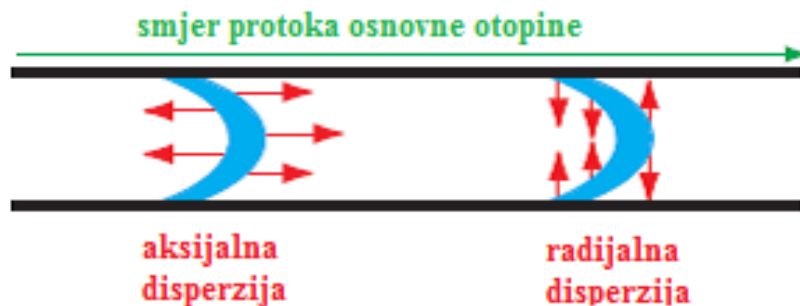 smjer protoka osnovne otopine
aksijalna
disperzija
radijalna
disperzija